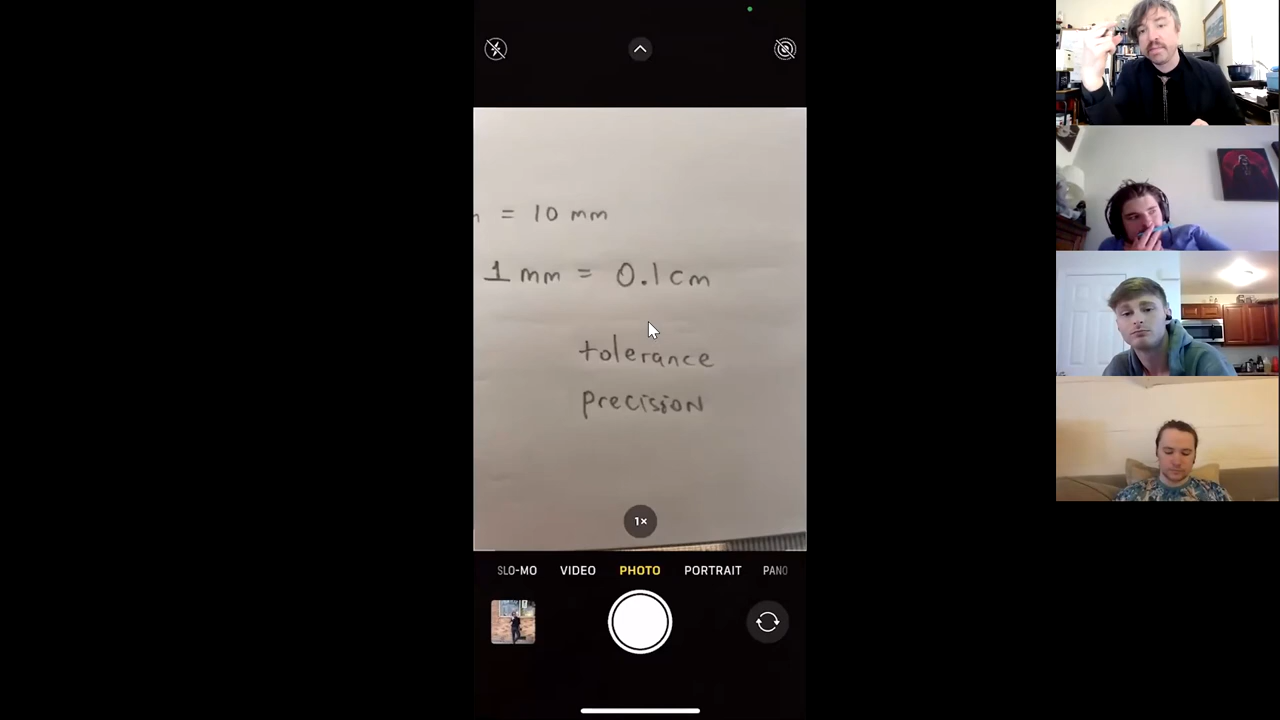 = 10 mm
1 mm = 0.1 cm
tolerance
precision
1×
SLO-MO VIDEO PHOTO PORTRAIT PANO